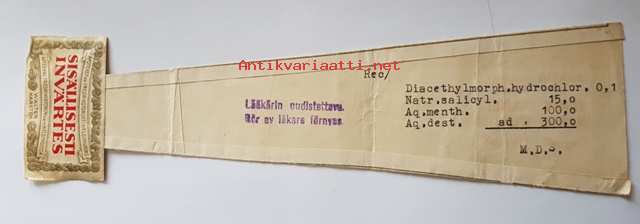 SISÄLLISESTI
INVÄRTES
Antikvariaatti.net
Rec/
Lääkärin uudistettava.
Bör av läkare förnyas
Diacethylmorph.hydrochlor. 0,1
Natr.salicyl. 15,0
Aq.menth. 100,0
Aq.dest. ad. 300,0
M.D.S.